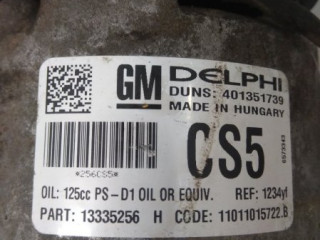 GM DELPHI
DUNS: 401351739
MADE IN HUNGARY
CS5
*256CS5*
OIL: 125cc PS-D1 OIL OR EQUIV. REF: 1234yf
PART: 13335256 H CODE: 11011015722.B